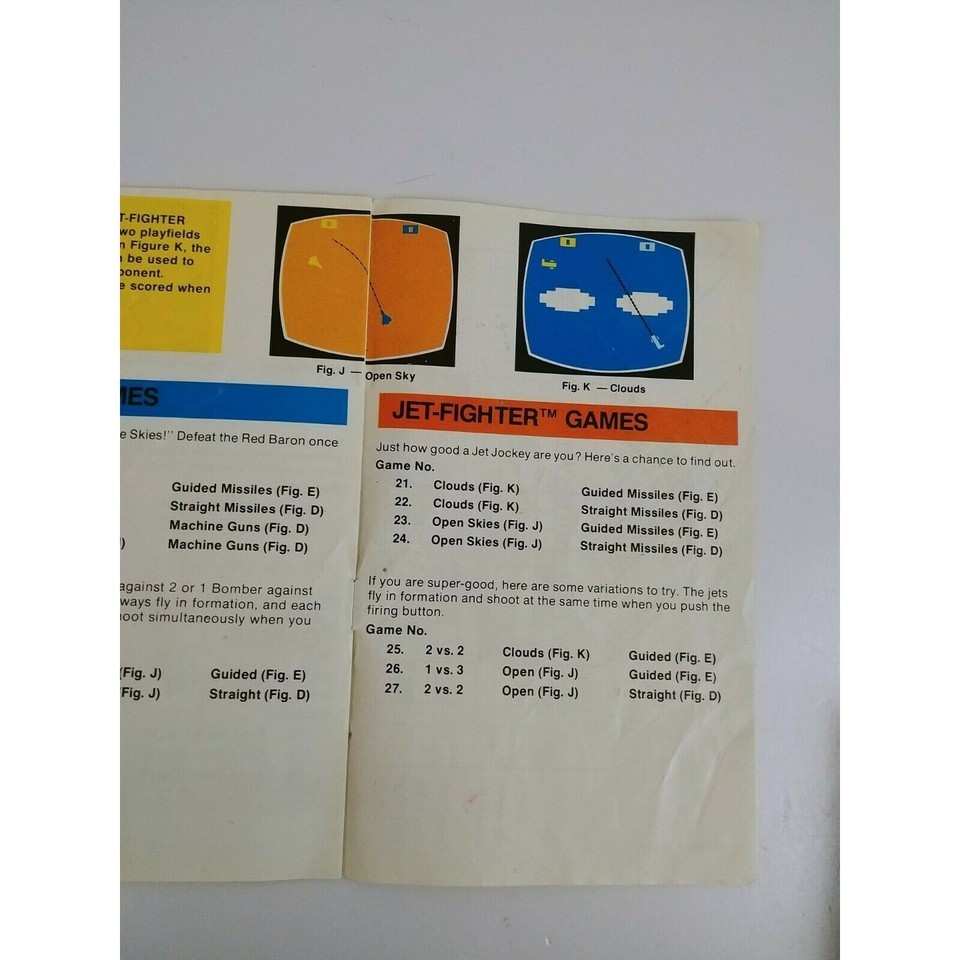 T-FIGHTER
wo playfields
n Figure K, the
be used to
ponent.
e scored when
Fig. J — Open Sky
Fig. K — Clouds
MES
e Skies!" Defeat the Red Baron once
Guided Missiles (Fig. E)
Straight Missiles (Fig. D)
Machine Guns (Fig. D)
) Machine Guns (Fig. D)
against 2 or 1 Bomber against
ways fly in formation, and each
oot simultaneously when you
(Fig. J) Guided (Fig. E)
Fig. J) Straight (Fig. D)
JET-FIGHTER™ GAMES
Just how good a Jet Jockey are you? Here's a chance to find out.
Game No.
21. Clouds (Fig. K) Guided Missiles (Fig. E)
22. Clouds (Fig. K) Straight Missiles (Fig. D)
23. Open Skies (Fig. J) Guided Missiles (Fig. E)
24. Open Skies (Fig. J) Straight Missiles (Fig. D)
If you are super-good, here are some variations to try. The jets
fly in formation and shoot at the same time when you push the
firing button.
Game No.
25. 2 vs. 2 Clouds (Fig. K) Guided (Fig. E)
26. 1 vs. 3 Open (Fig. J) Guided (Fig. E)
27. 2 vs. 2 Open (Fig. J) Straight (Fig. D)